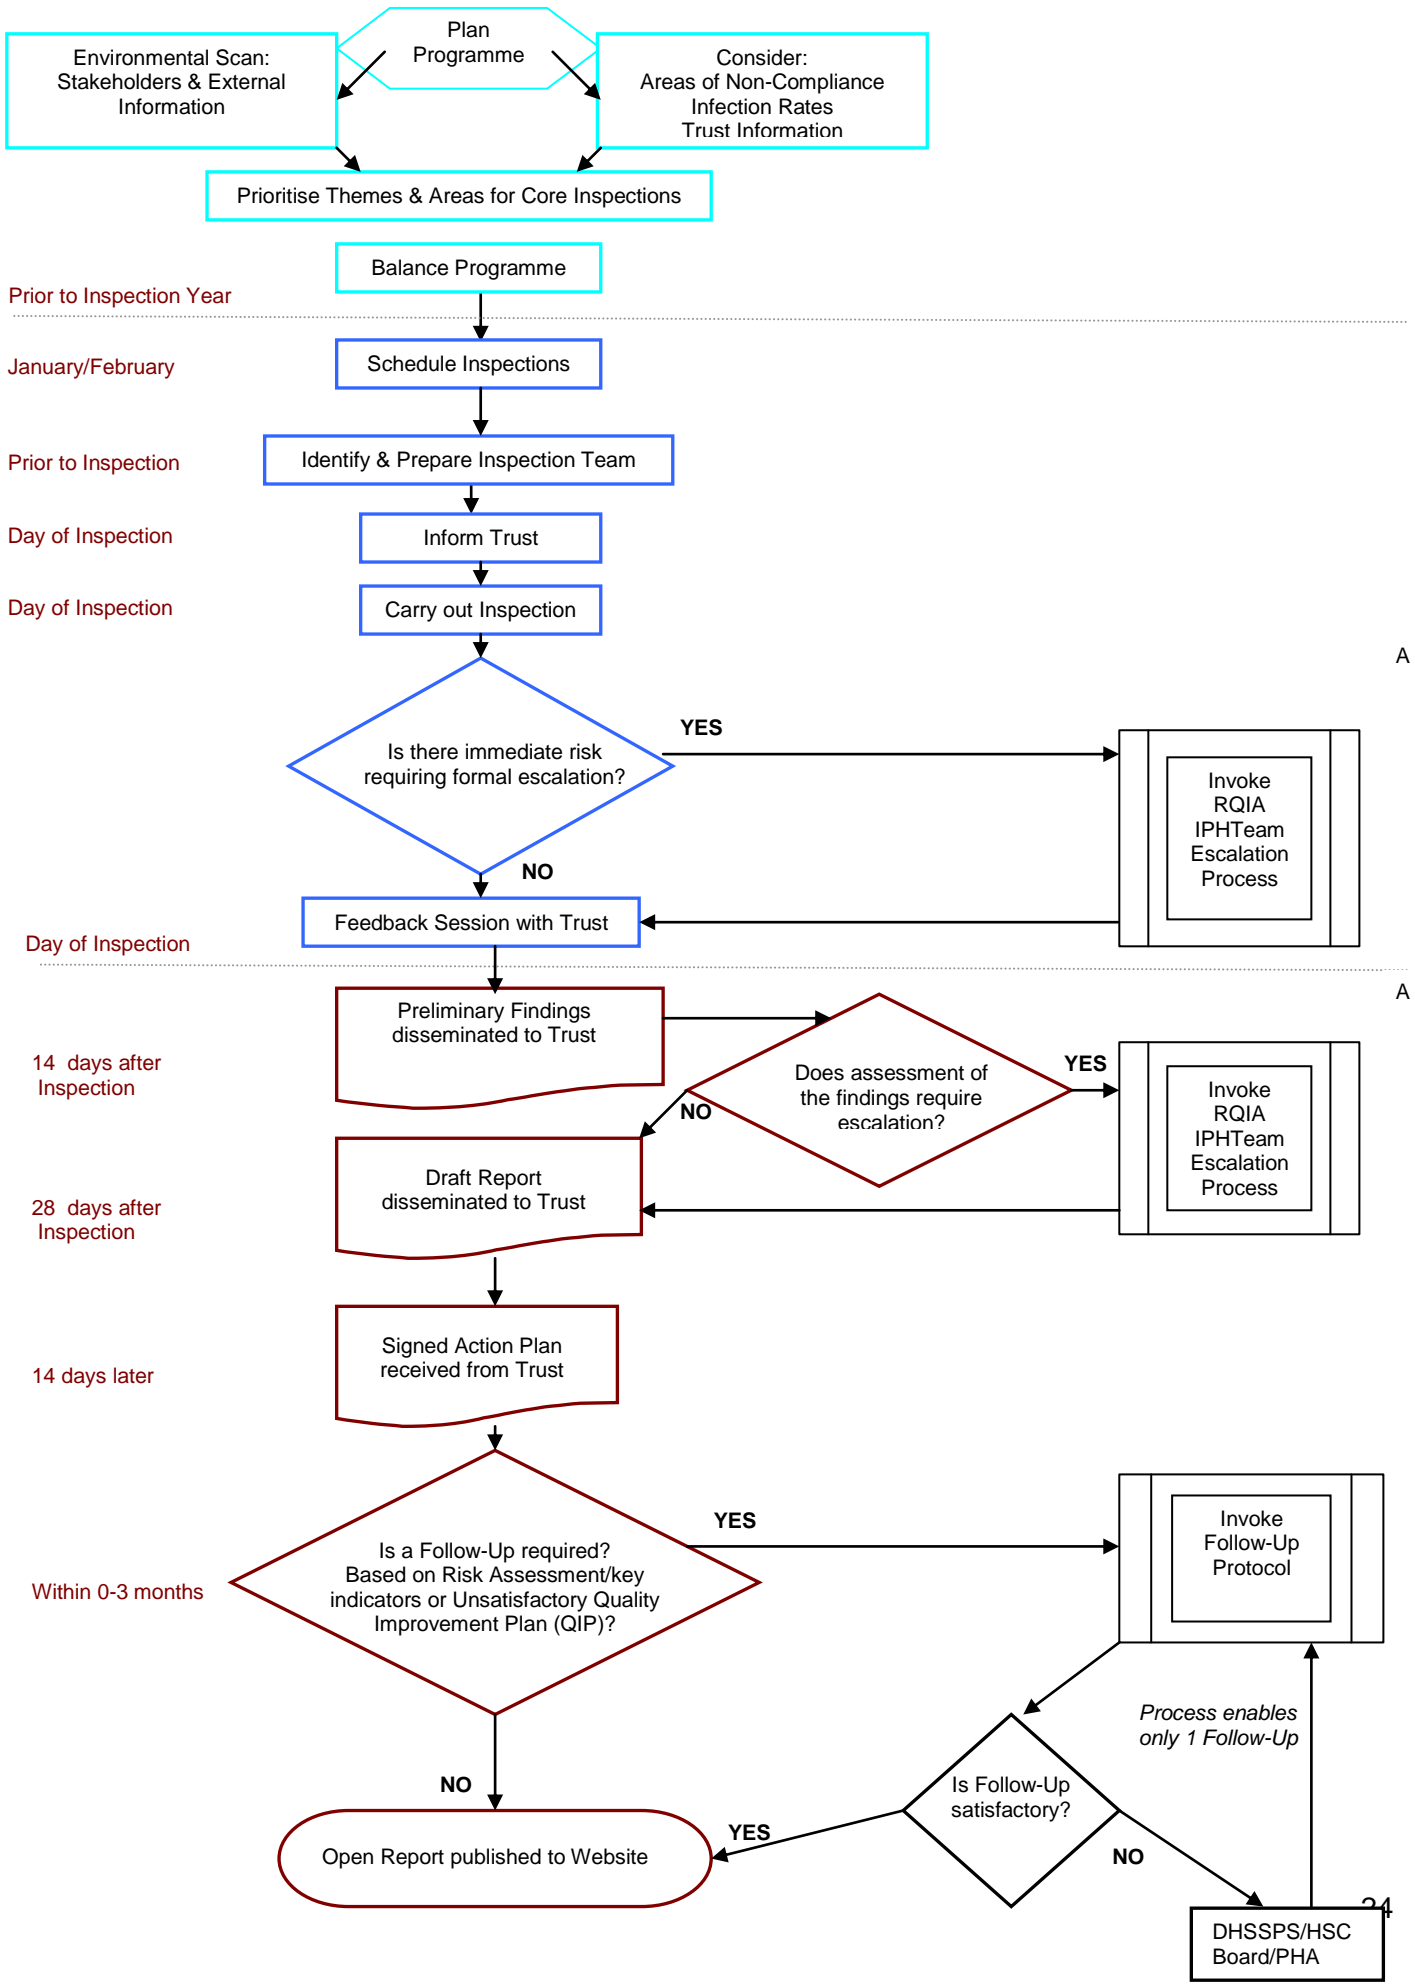 Plan
Programme
Environmental Scan:
Stakeholders & External
Information
Consider:
Areas of Non-Compliance
Infection Rates
Trust Information
Prioritise Themes & Areas for Core Inspections
Balance Programme
Prior to Inspection Year
January/February
Schedule Inspections
Prior to Inspection
Identify & Prepare Inspection Team
Day of Inspection
Inform Trust
Day of Inspection
Carry out Inspection
A
Is there immediate risk
requiring formal escalation?
YES
NO
Invoke
RQIA
IPHTeam
Escalation
Process
Feedback Session with Trust
Day of Inspection
A
Preliminary Findings
disseminated to Trust
14 days after
Inspection
Does assessment of
the findings require
escalation?
YES
NO
Invoke
RQIA
IPHTeam
Escalation
Process
Draft Report
disseminated to Trust
28 days after
Inspection
Signed Action Plan
received from Trust
14 days later
Is a Follow-Up required?
Based on Risk Assessment/key
indicators or Unsatisfactory Quality
Improvement Plan (QIP)?
Within 0-3 months
YES
Invoke
Follow-Up
Protocol
Process enables
only 1 Follow-Up
NO
Is Follow-Up
satisfactory?
YES
NO
Open Report published to Website
24
DHSSPS/HSC
Board/PHA